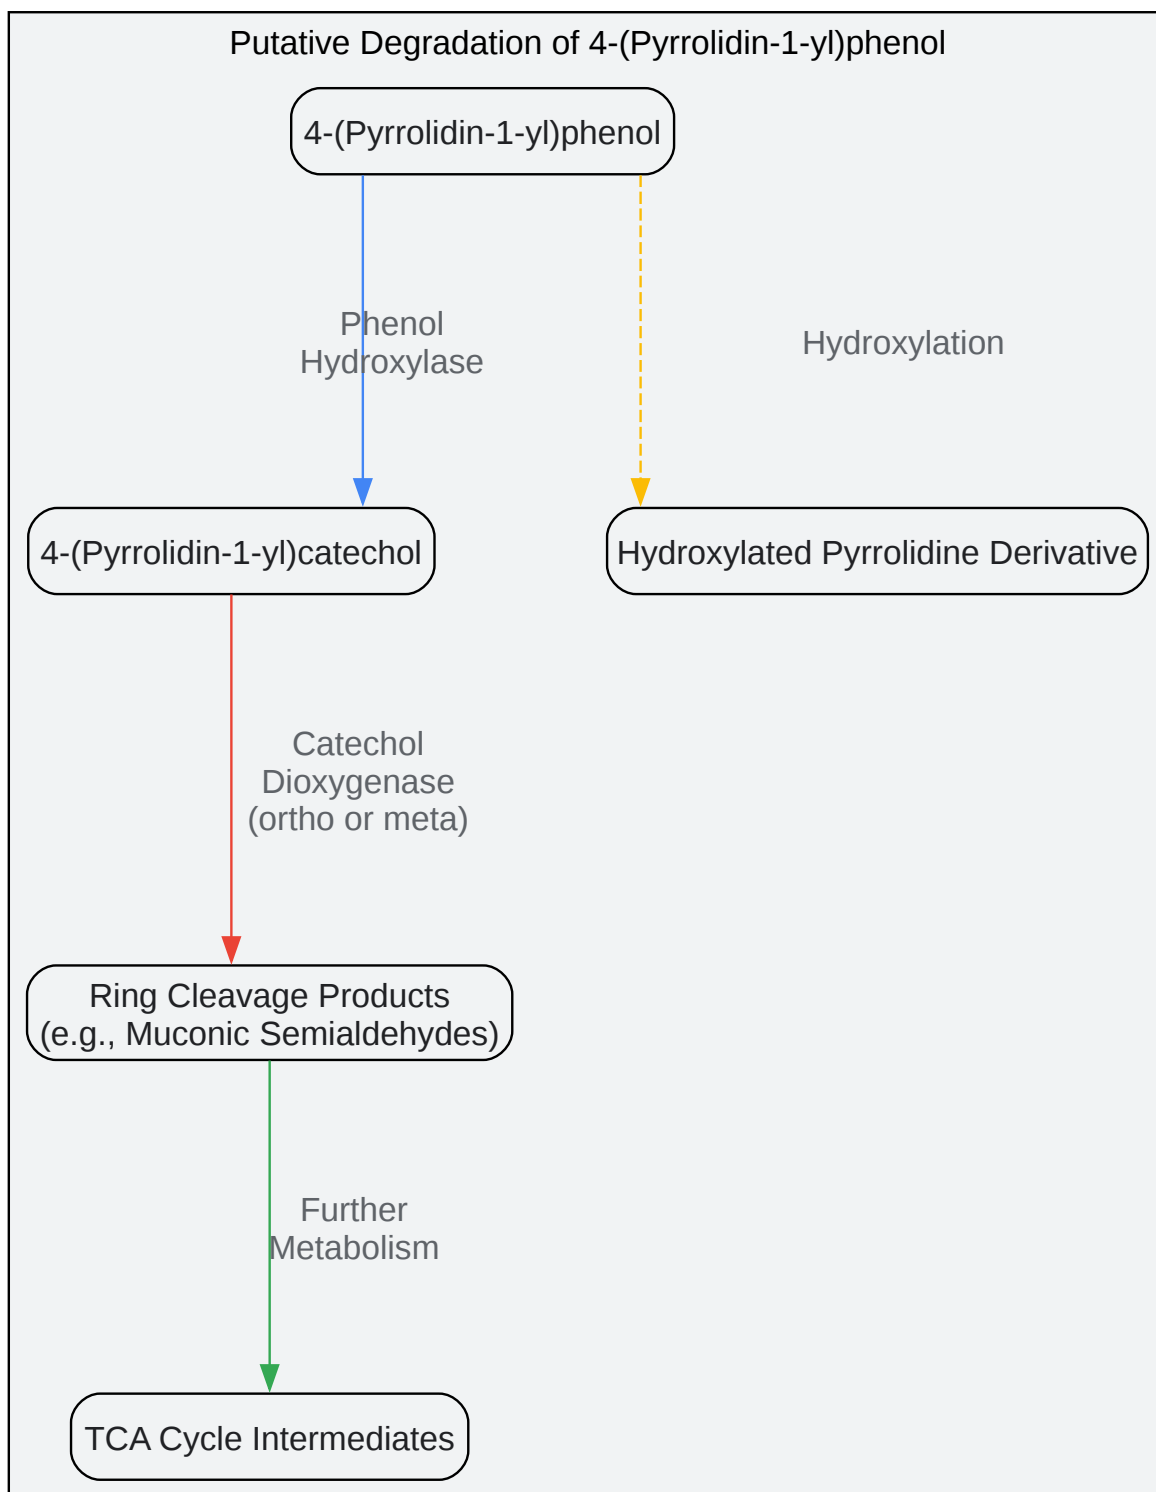 Putative Degradation of 4-(Pyrrolidin-1-yl)phenol
4-(Pyrrolidin-1-yl)phenol
Phenol
Hydroxylase
Hydroxylation
4-(Pyrrolidin-1-yl)catechol
Hydroxylated Pyrrolidine Derivative
Catechol
Dioxygenase
(ortho or meta)
Ring Cleavage Products
(e.g., Muconic Semialdehydes)
Further
Metabolism
TCA Cycle Intermediates